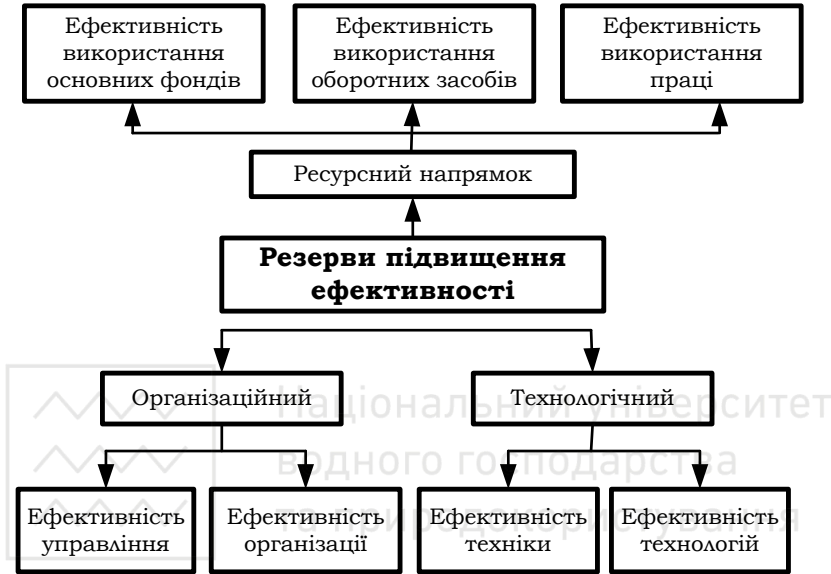 Ефективність
використання
основних фондів
Ефективність
використання
оборотних засобів
Ефективність
використання
праці
Ресурсний напрямок
Резерви підвищення
ефективності
Організаційний
Технологічний
Ефективність
управління
Ефективність
організації
Ефективність
техніки
Ефективність
технологій
Національний університет
водного господарства
та природокористування